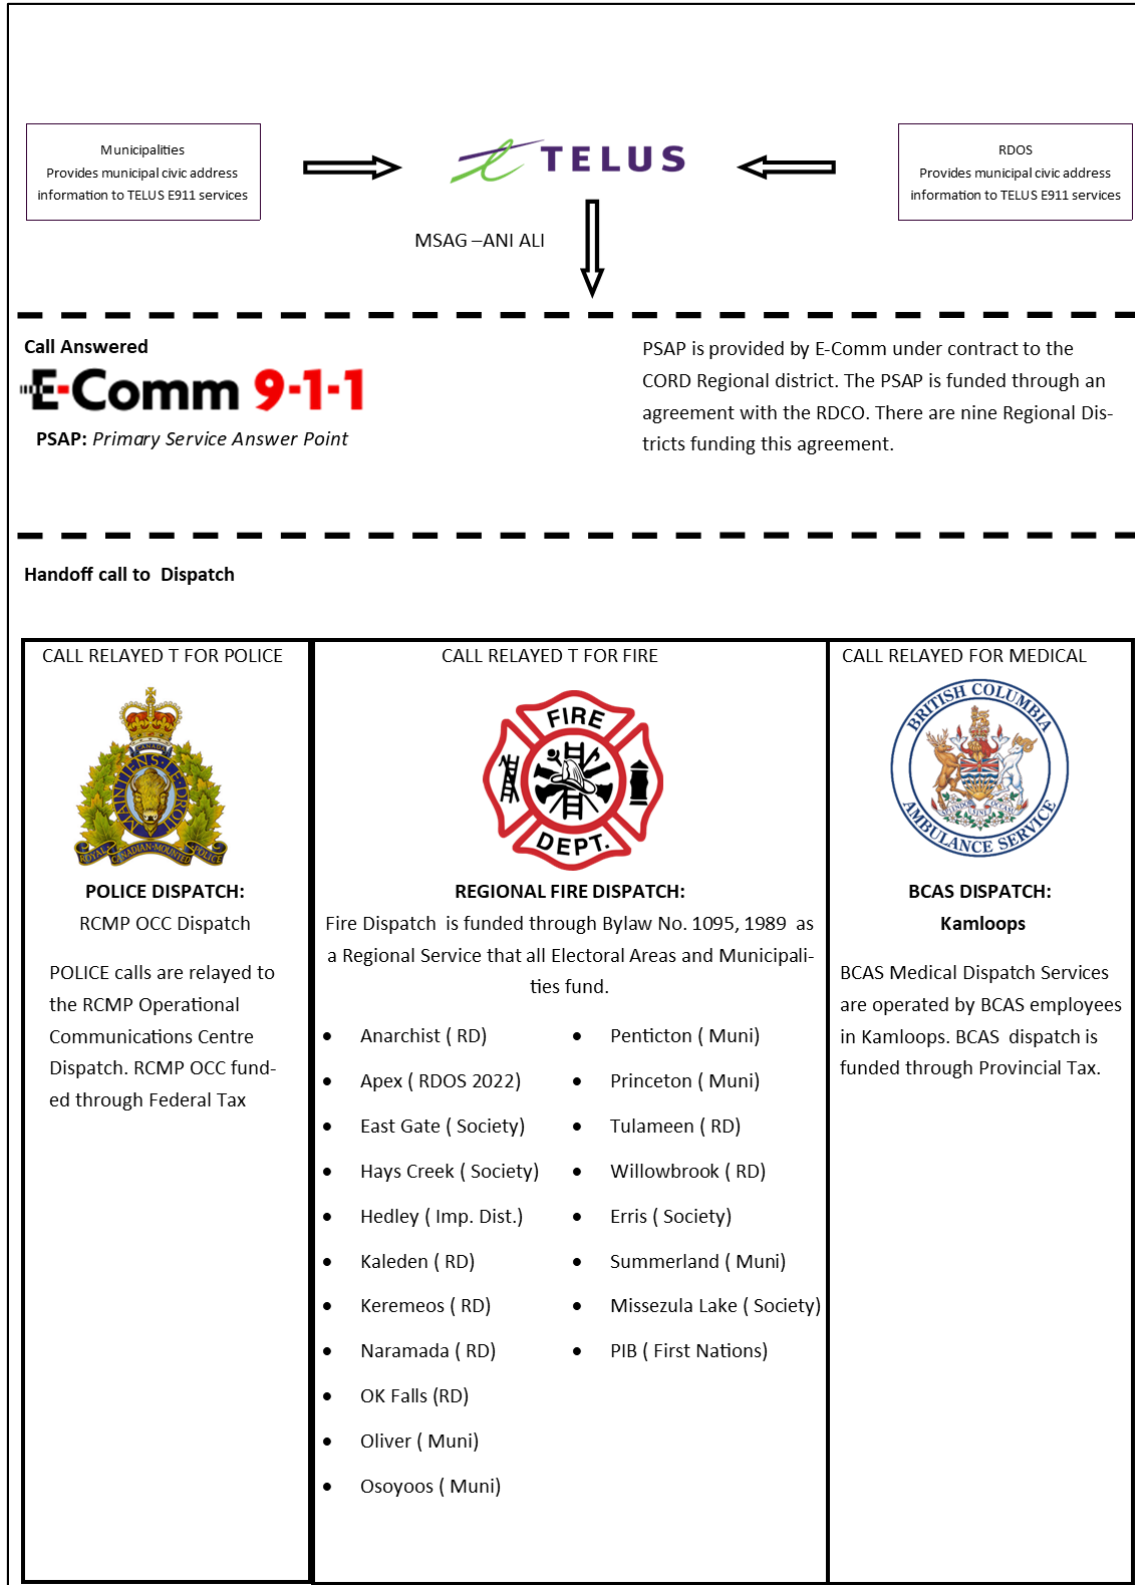 Municipalities
Provides municipal civic address
information to TELUS E911 services
TELUS
RDOS
Provides municipal civic address
information to TELUS E911 services
MSAG –ANI ALI
Call Answered
E-Comm 9-1-1
PSAP: Primary Service Answer Point
PSAP is provided by E-Comm under contract to the
CORD Regional district. The PSAP is funded through an
agreement with the RDCO. There are nine Regional Dis-
tricts funding this agreement.
Handoff call to  Dispatch
CALL RELAYED T FOR POLICE
CANADA
MAINTIENS LE DROIT
ROYAL CANADIAN MOUNTED POLICE
POLICE DISPATCH:
RCMP OCC Dispatch
POLICE calls are relayed to
the RCMP Operational
Communications Centre
Dispatch. RCMP OCC fund-
ed through Federal Tax
CALL RELAYED T FOR FIRE
FIRE
DEPT.
REGIONAL FIRE DISPATCH:
Fire Dispatch  is funded through Bylaw No. 1095, 1989  as
a Regional Service that all Electoral Areas and Municipali-
ties fund.
• Anarchist ( RD)
• Apex ( RDOS 2022)
• East Gate ( Society)
• Hays Creek ( Society)
• Hedley ( Imp. Dist.)
• Kaleden ( RD)
• Keremeos ( RD)
• Naramada ( RD)
• OK Falls (RD)
• Oliver ( Muni)
• Osoyoos ( Muni)
• Penticton ( Muni)
• Princeton ( Muni)
• Tulameen ( RD)
• Willowbrook ( RD)
• Erris ( Society)
• Summerland ( Muni)
• Missezula Lake ( Society)
• PIB ( First Nations)
CALL RELAYED FOR MEDICAL
BRITISH COLUMBIA
AMBULANCE SERVICE
BCAS DISPATCH:
Kamloops
BCAS Medical Dispatch Services
are operated by BCAS employees
in Kamloops. BCAS  dispatch is
funded through Provincial Tax.